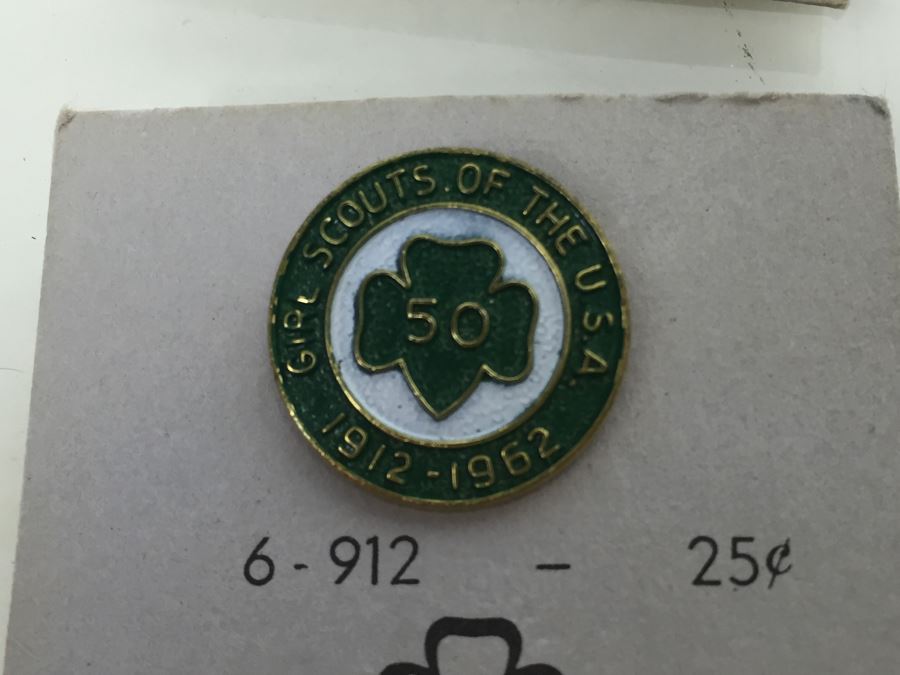 GIRL SCOUTS OF THE U.S.A.
50
1912-1962
6-912 - 25¢